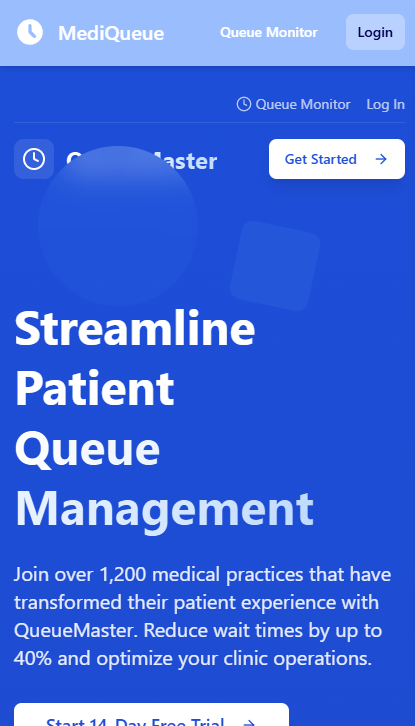 MediQueue Queue Monitor Login
Queue Monitor Log In
Get Started
Streamline
Patient
Queue
Management
Join over 1,200 medical practices that have
transformed their patient experience with
QueueMaster. Reduce wait times by up to
40% and optimize your clinic operations.
Start 14-Day Free Trial